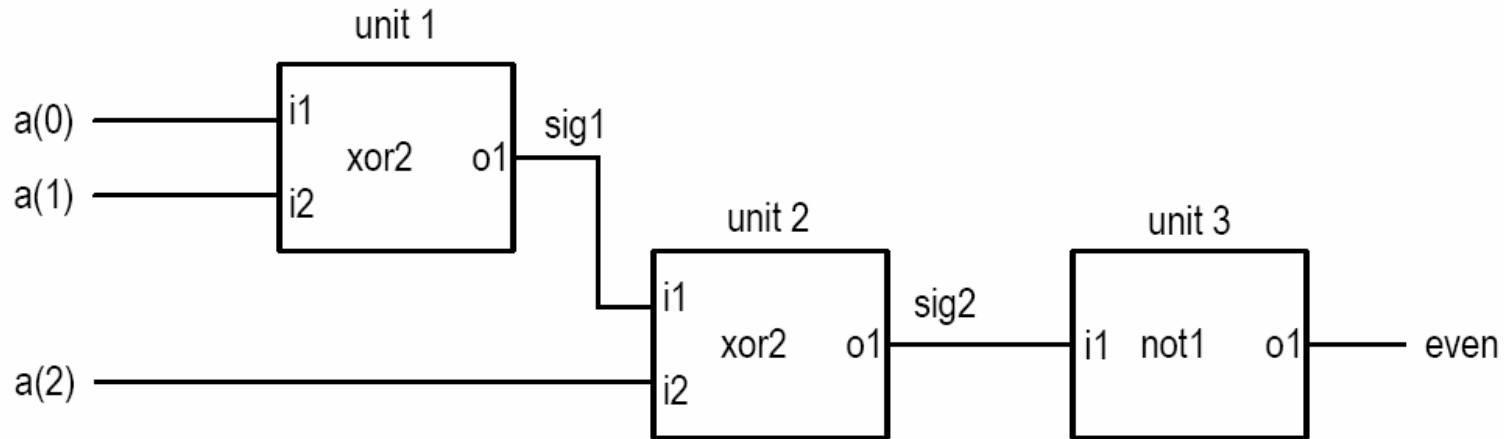 unit 1
a(0)
i1
sig1
xor2
o1
a(1)
i2
unit 2
unit 3
i1
sig2
xor2
o1
i1
not1
o1
even
a(2)
i2